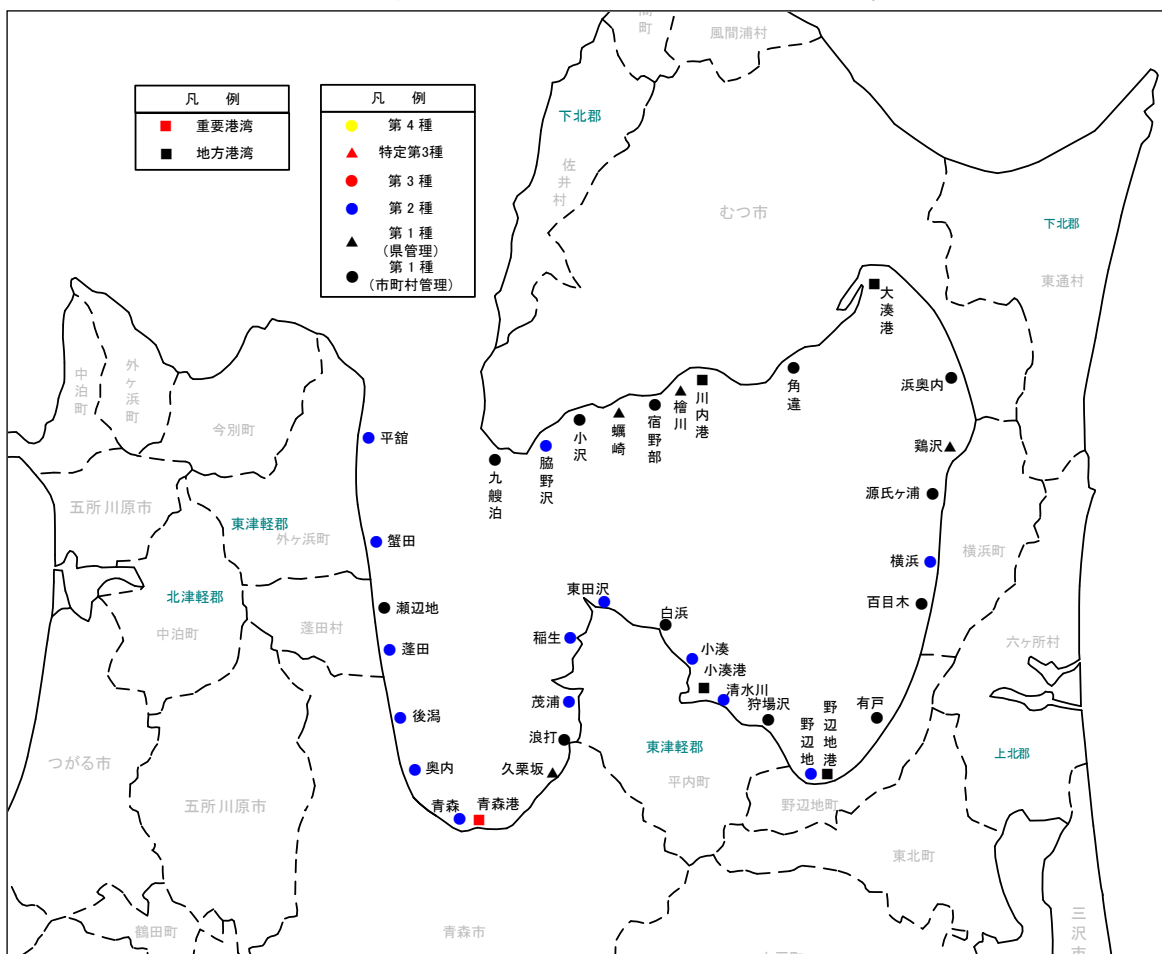 間
町
風間浦村
凡　例
重要港湾
地方港湾
凡　例
第４種
特定第3種
第３種
第２種
第１種
（県管理）
第１種
（市町村管理）
下北郡
佐井村
むつ市
下北郡
東通村
大湊港
浜奥内
角違
川内港
檜川
宿野部
蠣崎
小沢
脇野沢
九艘泊
鶏沢
源氏ヶ浦
横浜
横浜町
百目木
六ヶ所村
中泊町
外ヶ浜町
今別町
平舘
五所川原市
東津軽郡
外ヶ浜町
蟹田
北津軽郡
中泊町
瀬辺地
蓬田村
蓬田
東田沢
白浜
稲生
小湊
小湊港
清水川
茂浦
狩場沢
野辺地
野辺地港
有戸
後潟
浪打
東津軽郡
平内町
上北郡
つがる市
奥内
久栗坂
五所川原市
青森
青森港
野辺地町
東北町
鶴田町
青森市
三沢市